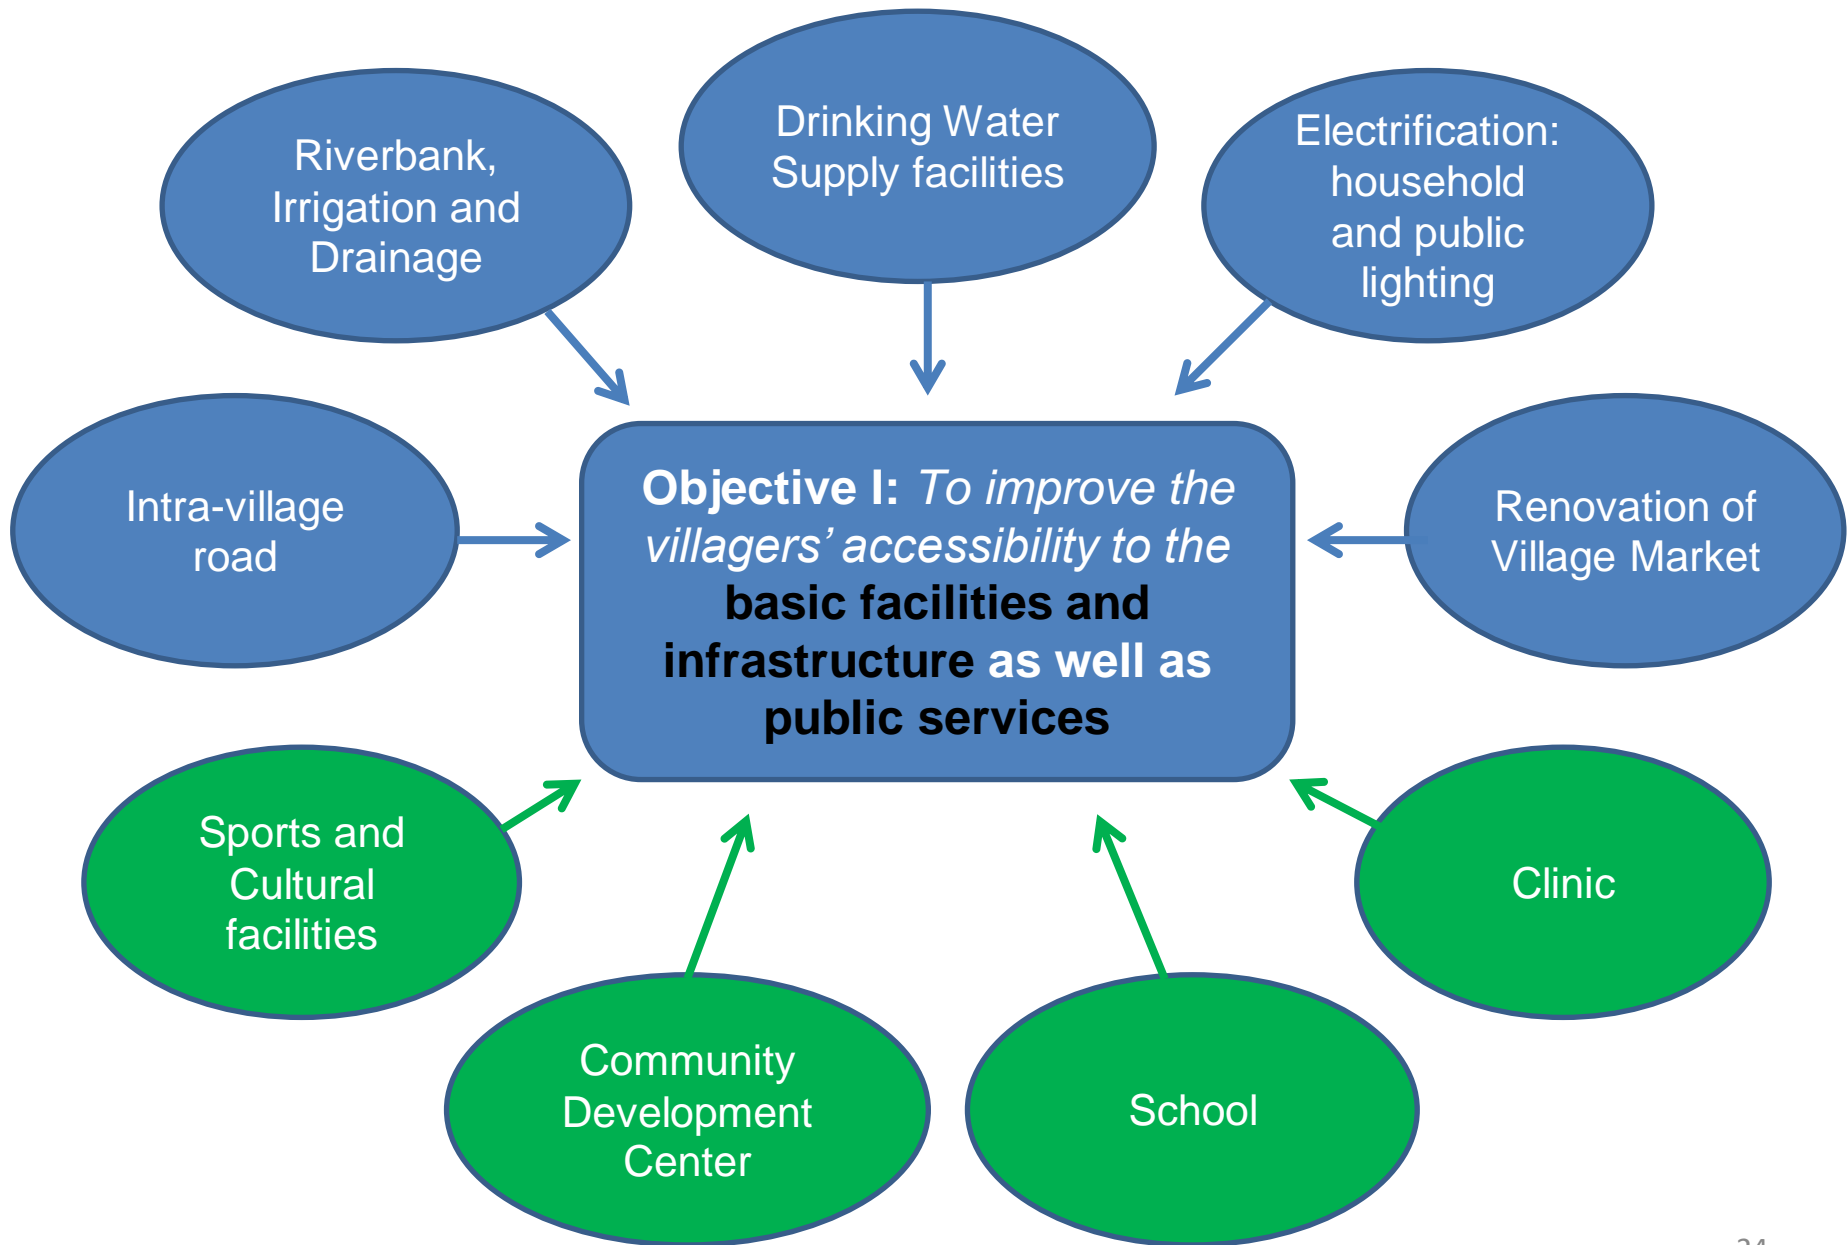 Drinking Water
Supply facilities
Riverbank,
Irrigation and
Drainage
Electrification:
household
and public
lighting
Intra-village
road
Objective I: To improve the
villagers’ accessibility to the
basic facilities and
infrastructure as well as
public services
Renovation of
Village Market
Sports and
Cultural
facilities
Clinic
Community
Development
Center
School